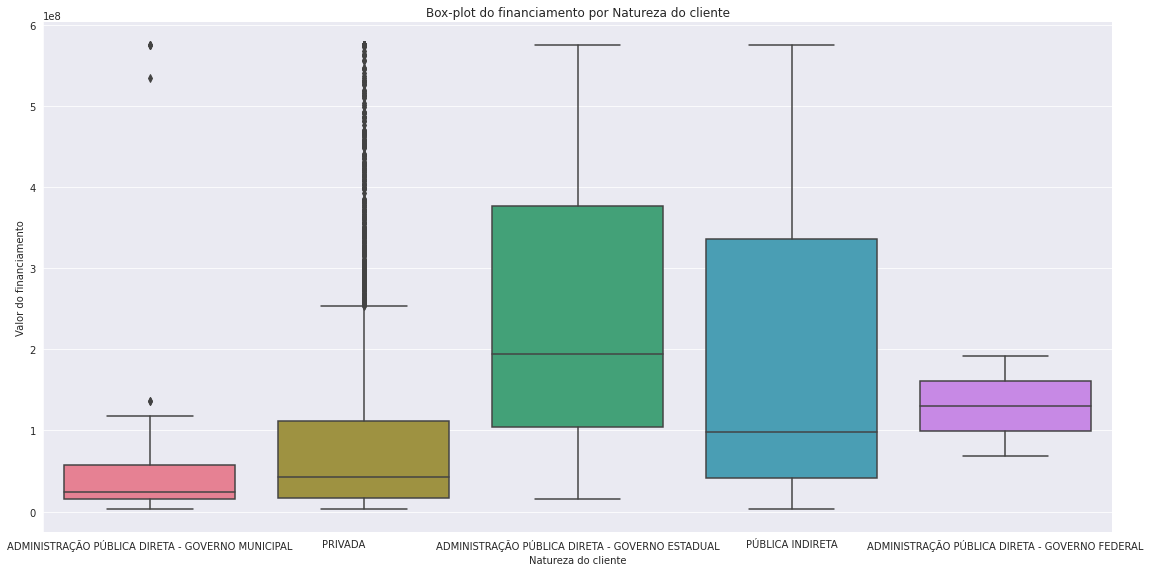 Box-plot do financiamento por Natureza do cliente
1e8
6
5
4
3
2
1
0
Valor do financiamento
ADMINISTRAÇÃO PÚBLICA DIRETA - GOVERNO MUNICIPAL
PRIVADA
ADMINISTRAÇÃO PÚBLICA DIRETA - GOVERNO ESTADUAL
PÚBLICA INDIRETA
ADMINISTRAÇÃO PÚBLICA DIRETA - GOVERNO FEDERAL
Natureza do cliente